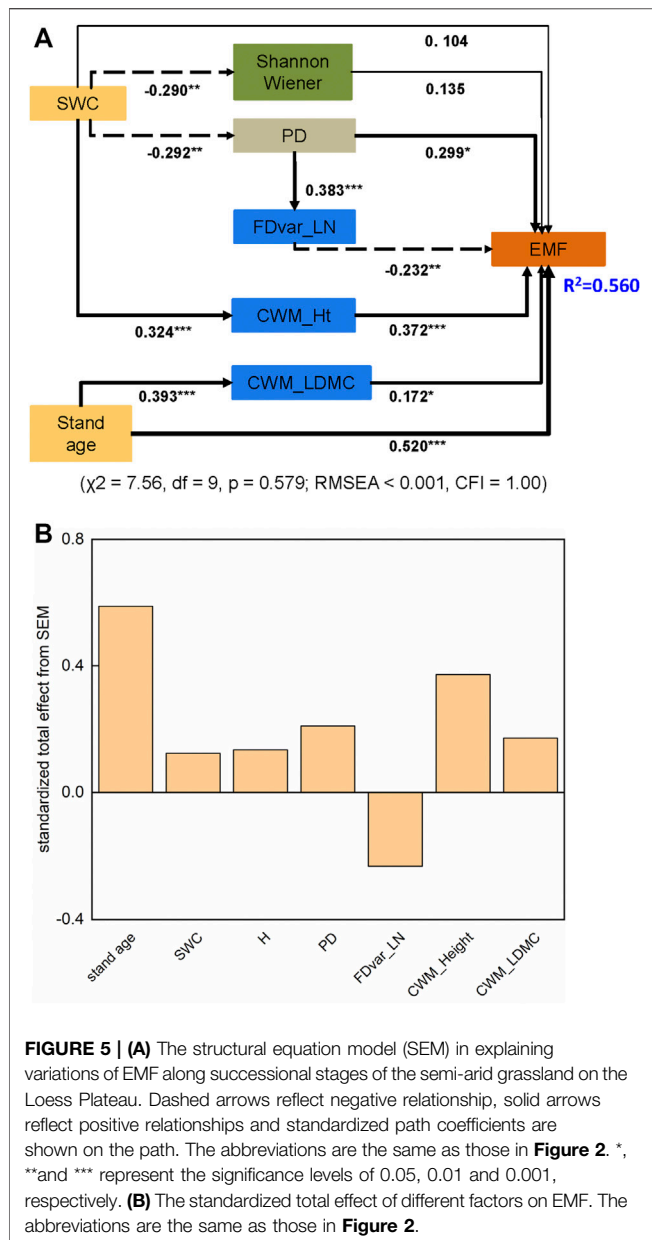 A
0. 104
Shannon
Wiener
-0.290**
0.135
SWC
PD
-0.292**
0.299*
0.383***
FDvar_LN
EMF
-0.232**
R²=0.560
CWM_Ht
0.324***
0.372***
CWM_LDMC
0.393***
0.172*
Stand
age
0.520***
(χ2 = 7.56, df = 9, p = 0.579; RMSEA < 0.001, CFI = 1.00)
B
standardized total effect from SEM
0.8
0.4
0.0
-0.4
stand age
SWC
H
PD
FDvar_LN
CWM_Height
CWM_LDMC
FIGURE 5 | (A) The structural equation model (SEM) in explaining
variations of EMF along successional stages of the semi-arid grassland on the
Loess Plateau. Dashed arrows reflect negative relationship, solid arrows
reflect positive relationships and standardized path coefficients are
shown on the path. The abbreviations are the same as those in Figure 2. *,
**and *** represent the significance levels of 0.05, 0.01 and 0.001,
respectively. (B) The standardized total effect of different factors on EMF. The
abbreviations are the same as those in Figure 2.